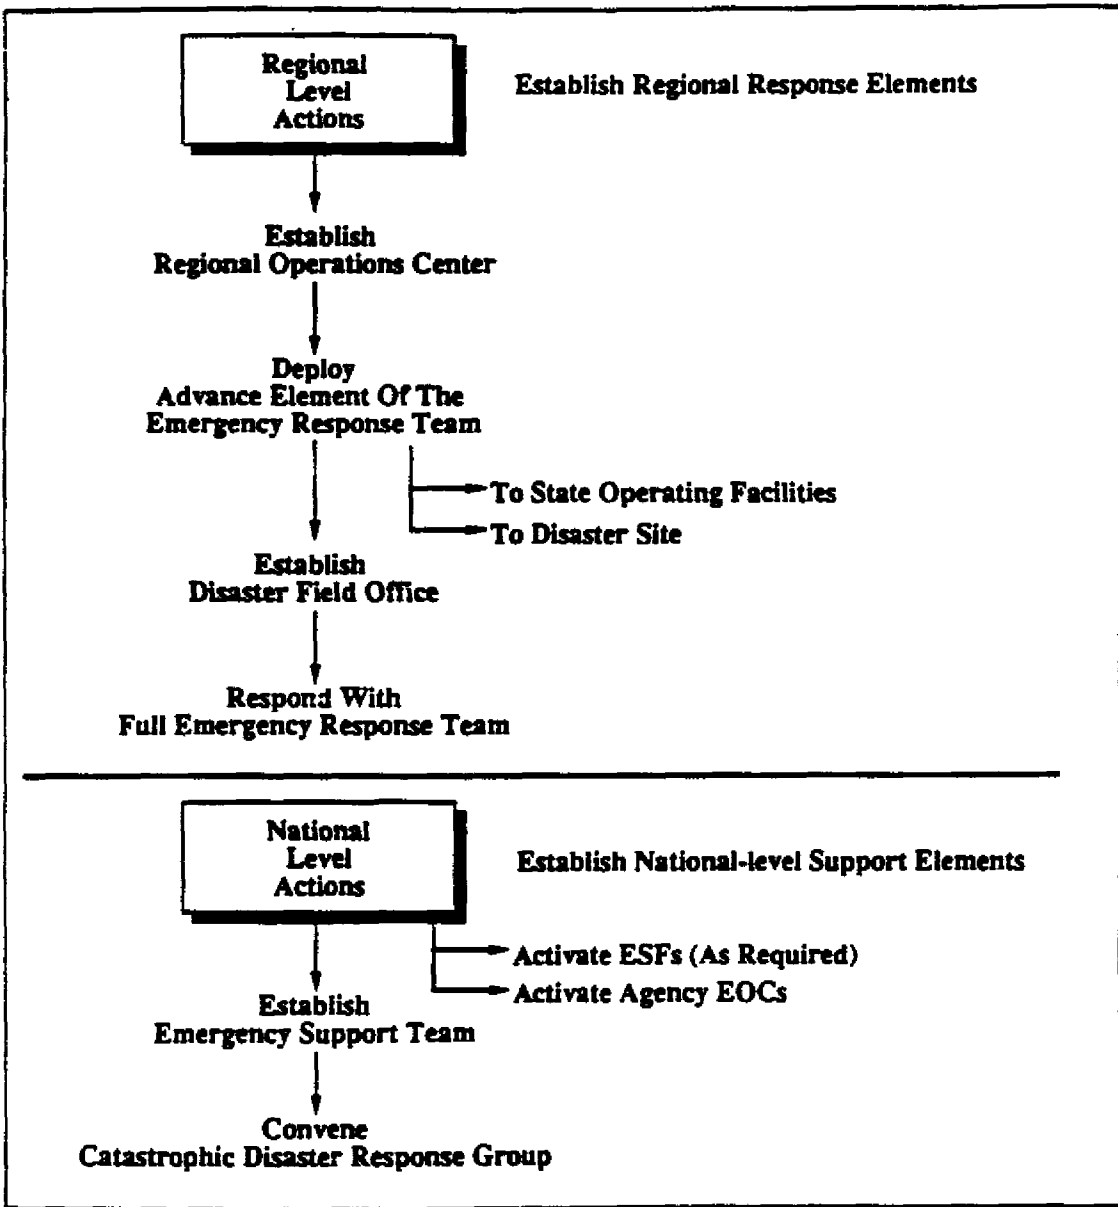 Regional
Level
Actions
Establish Regional Response Elements
Establish
Regional Operations Center
Deploy
Advance Element Of The
Emergency Response Team
To State Operating Facilities
To Disaster Site
Establish
Disaster Field Office
Respond With
Full Emergency Response Team
National
Level
Actions
Establish National-level Support Elements
Activate ESFs (As Required)
Activate Agency EOCs
Establish
Emergency Support Team
Convene
Catastrophic Disaster Response Group